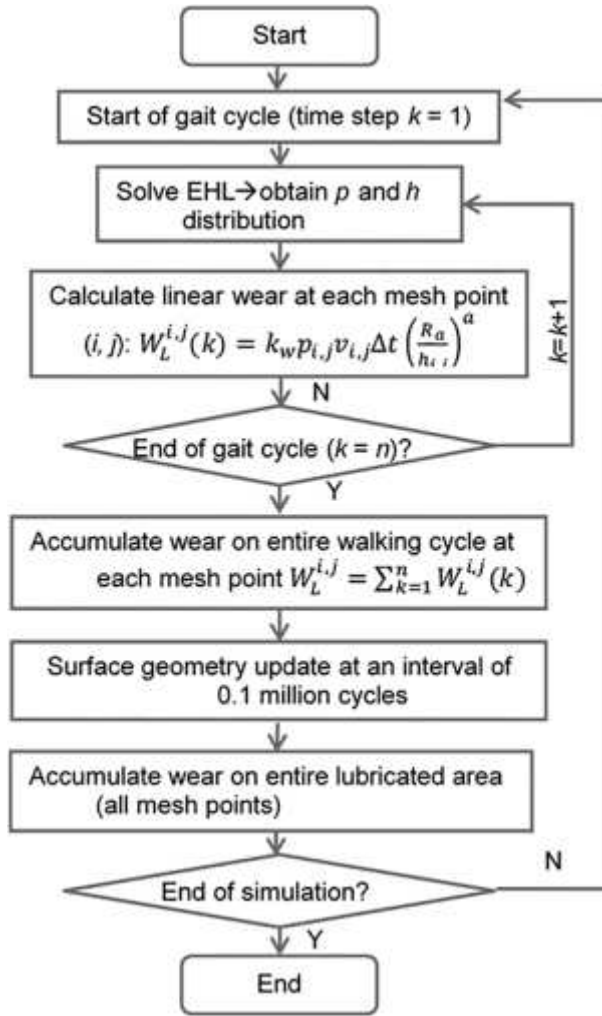 Start
Start of gait cycle (time step k = 1)
Solve EHL→obtain p and h
distribution
Calculate linear wear at each mesh point
(i, j): W_L^{i,j}(k) = k_w p_{i,j} v_{i,j} Δt (R_a / h_{i,j})^a
N
k=k+1
End of gait cycle (k = n)?
Y
Accumulate wear on entire walking cycle at
each mesh point W_L^{i,j} = ∑_{k=1}^{n} W_L^{i,j}(k)
Surface geometry update at an interval of
0.1 million cycles
Accumulate wear on entire lubricated area
(all mesh points)
N
End of simulation?
Y
End